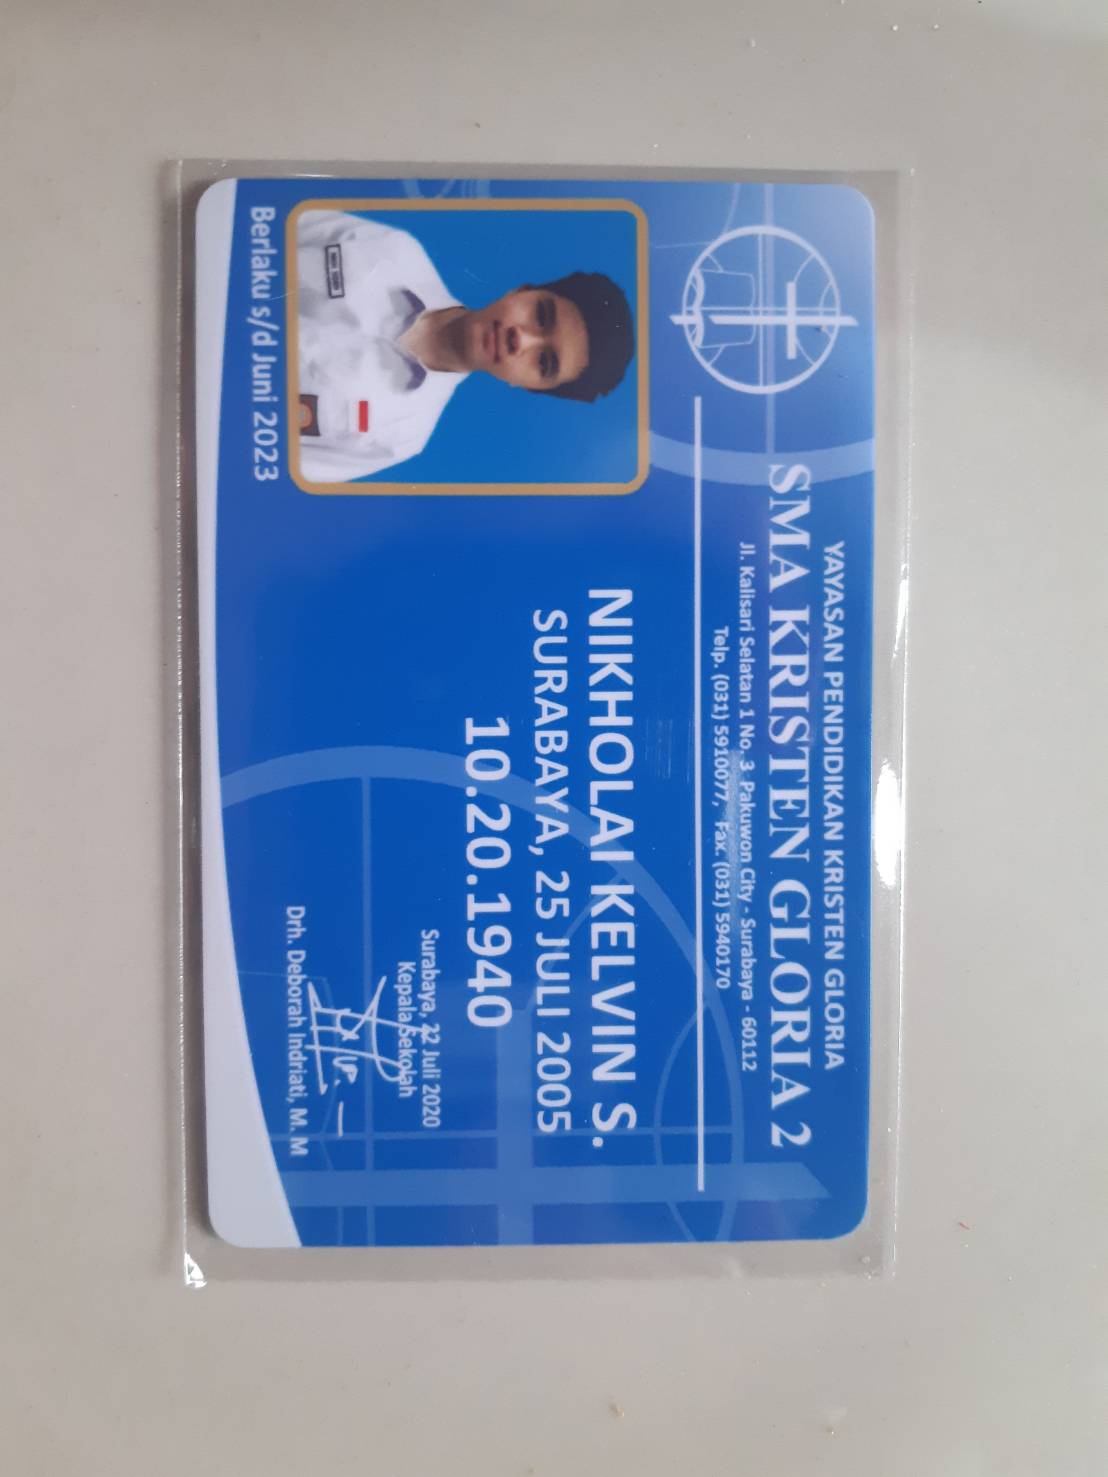 YAYASAN PENDIDIKAN KRISTEN GLORIA
SMA KRISTEN GLORIA 2
Jl. Kalisari Selatan 1 No. 3 Pakuwon City - Surabaya - 60112
Telp. (031) 5910077, Fax. (031) 5940170
NIKHOLAI KELVIN S.
SURABAYA, 25 JULI 2005
10.20.1940
Surabaya, 22 Juli 2020
Kepala Sekolah
Drh. Deborah Indriati, M. M
Berlaku s/d Juni 2023